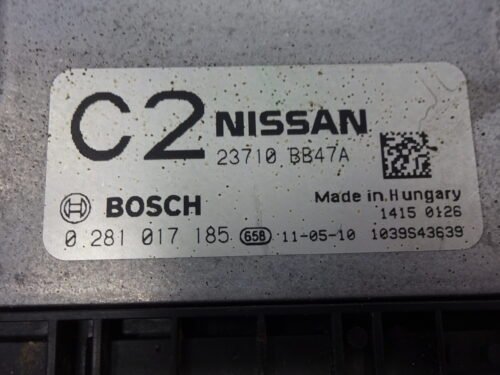 C2 NISSAN
23710 BB47A
BOSCH Made in Hungary
1415 0126
0 281 017 185 658 11-05-10 1039S43639